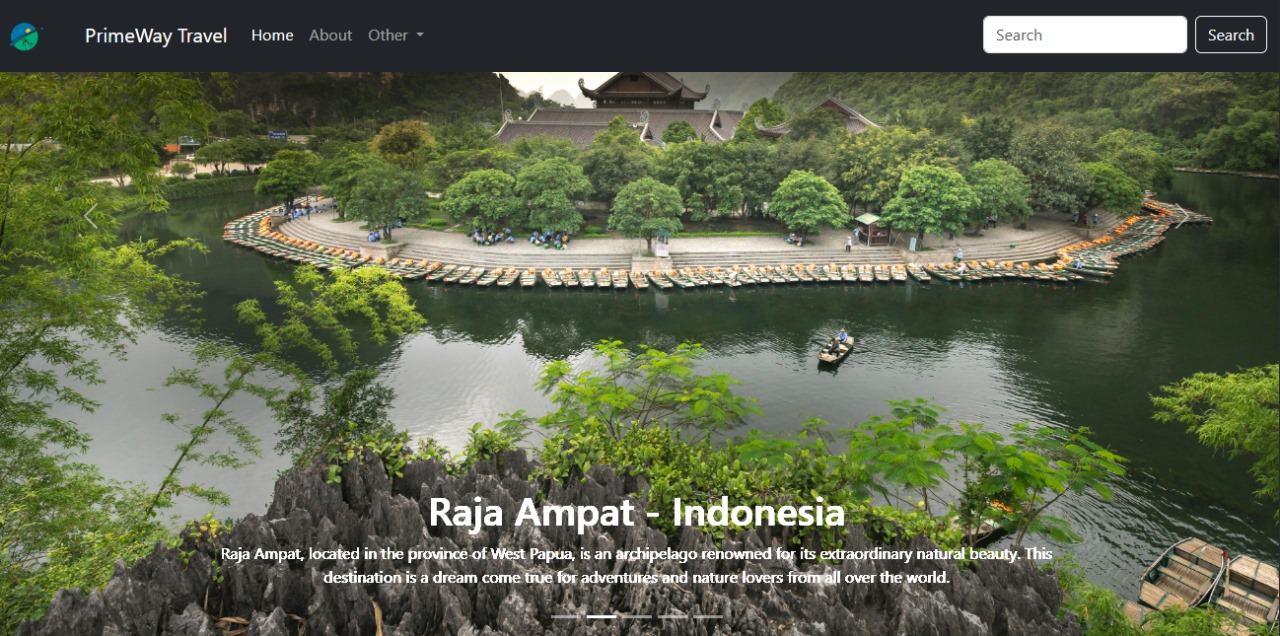 PrimeWay Travel Home About Other Search Search
Raja Ampat - Indonesia
Raja Ampat, located in the province of West Papua, is an archipelago renowned for its extraordinary natural beauty. This
destination is a dream come true for adventures and nature lovers from all over the world.